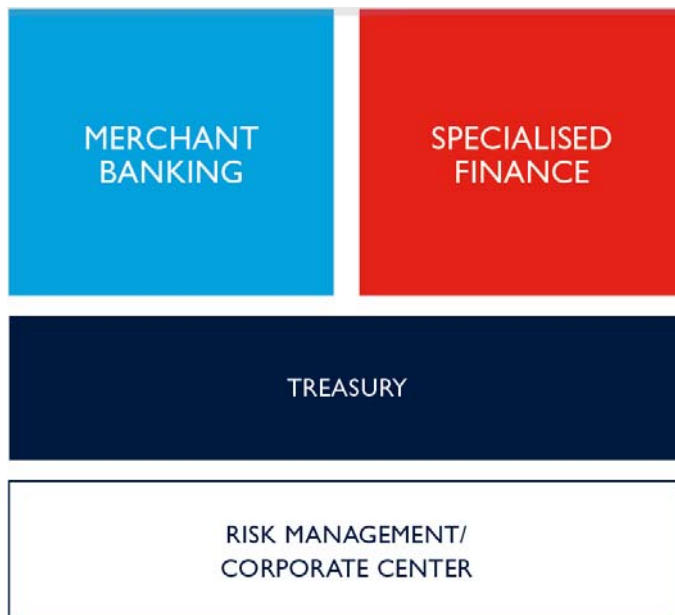 MERCHANT
BANKING
SPECIALISED
FINANCE
TREASURY
RISK MANAGEMENT/
CORPORATE CENTER